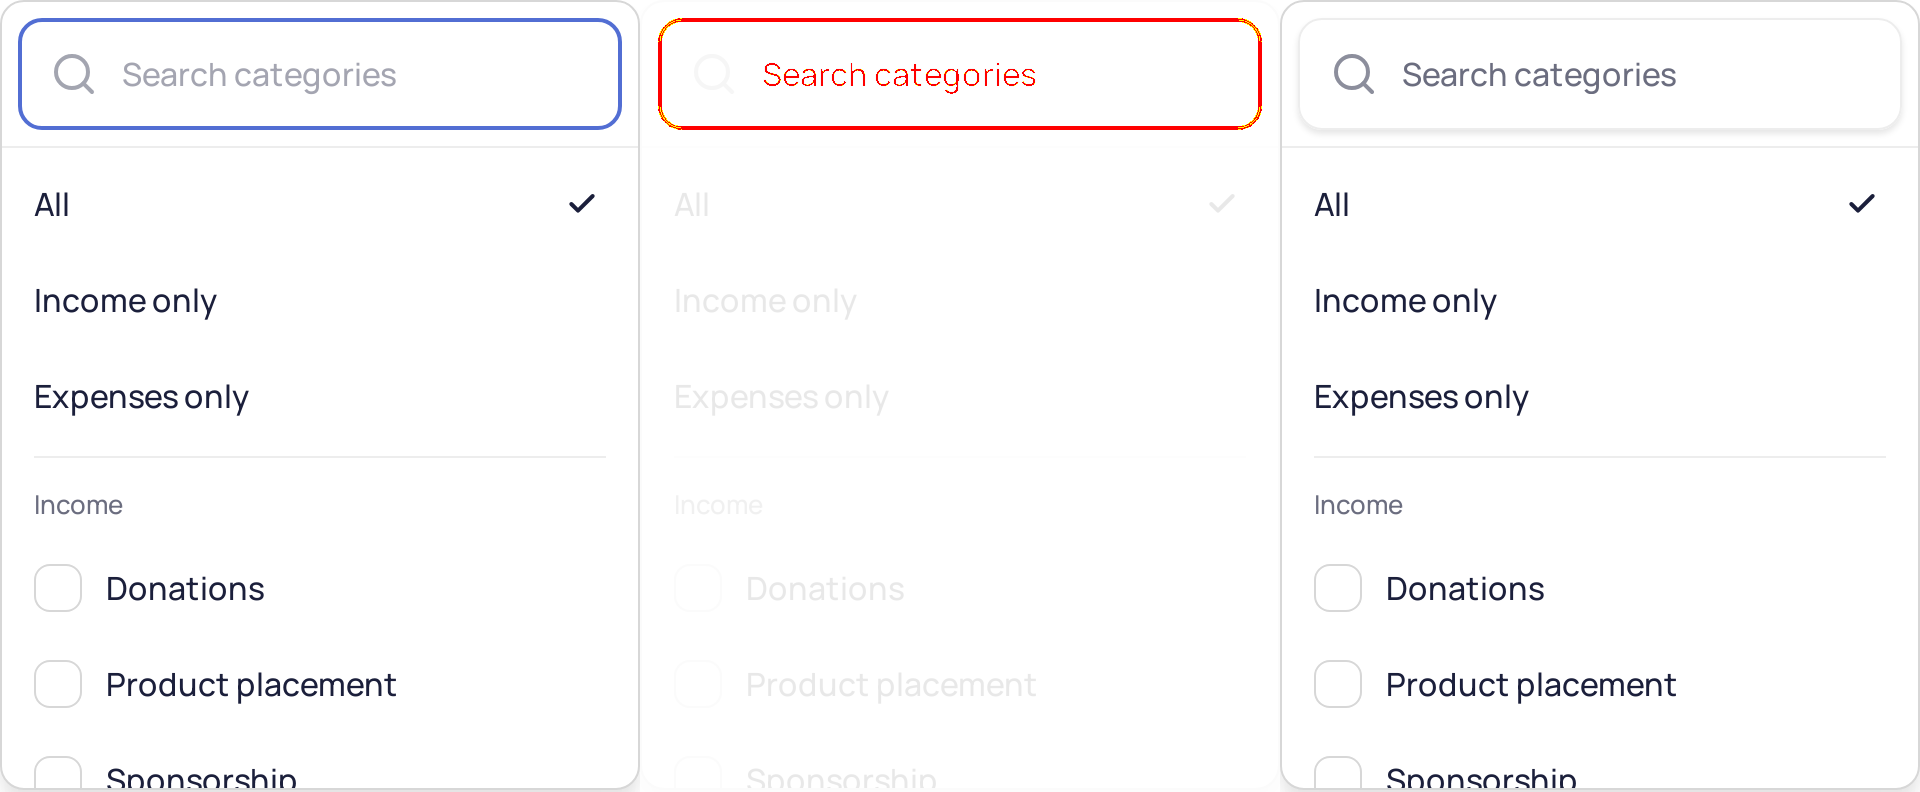 Search categories
All
Income only
Expenses only
Income
Donations
Product placement
Sponsorship
Search categories
All
Income only
Expenses only
Income
Donations
Product placement
Sponsorship
Search categories
All
Income only
Expenses only
Income
Donations
Product placement
Sponsorship